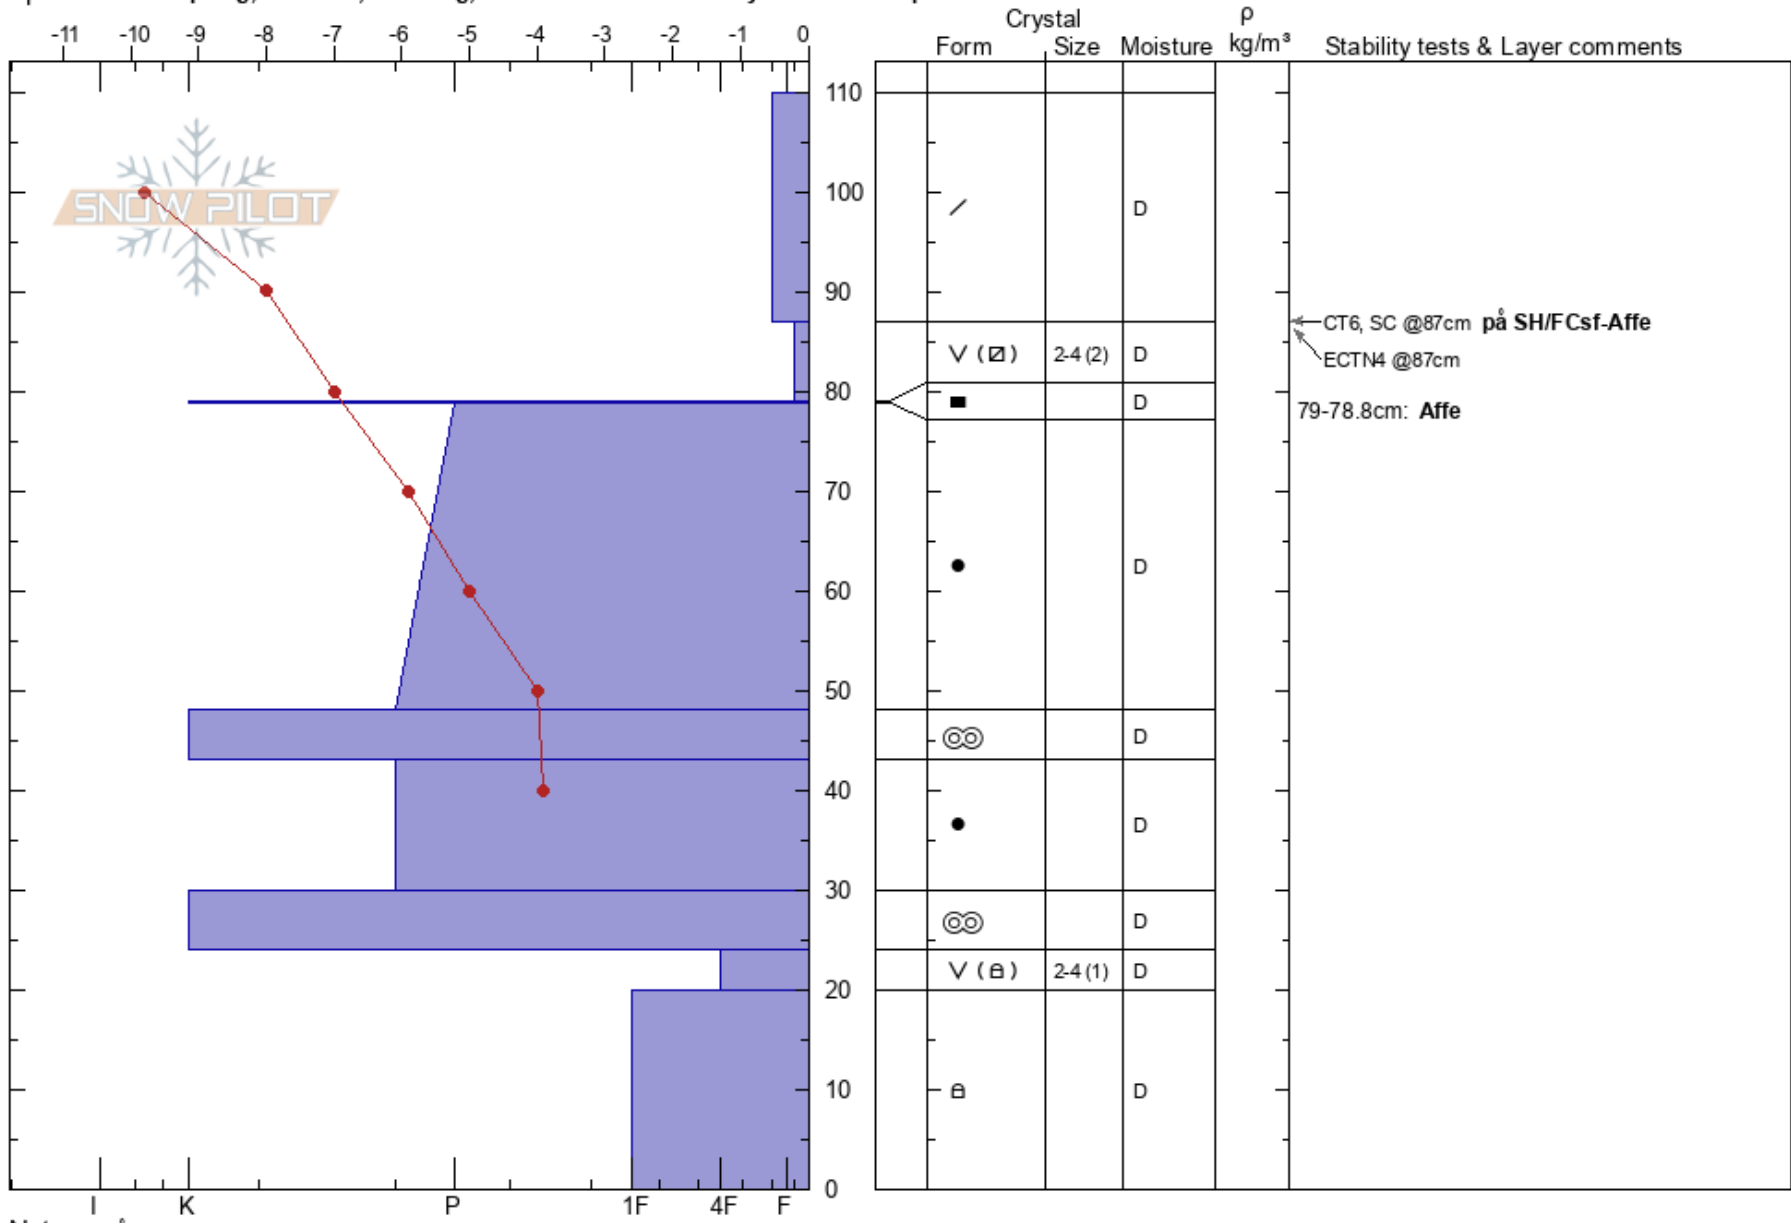 -11 -10 -9 -8 -7 -6 -5 -4 -3 -2 -1 0
Crystal
Form Size Moisture
ρ
kg/m³
Stability tests & Layer comments
110
SNOW PILOT
100
D
90
CT6, SC @87cm på SH/FCsf-Affe
V ( ) 2-4 (2) D
ECTN4 @87cm
80
D
79-78.8cm: Affe
70
D
60
50
D
40
D
30
D
V ( ) 2-4 (1) D
20
10
D
0
I K P 1F 4F F